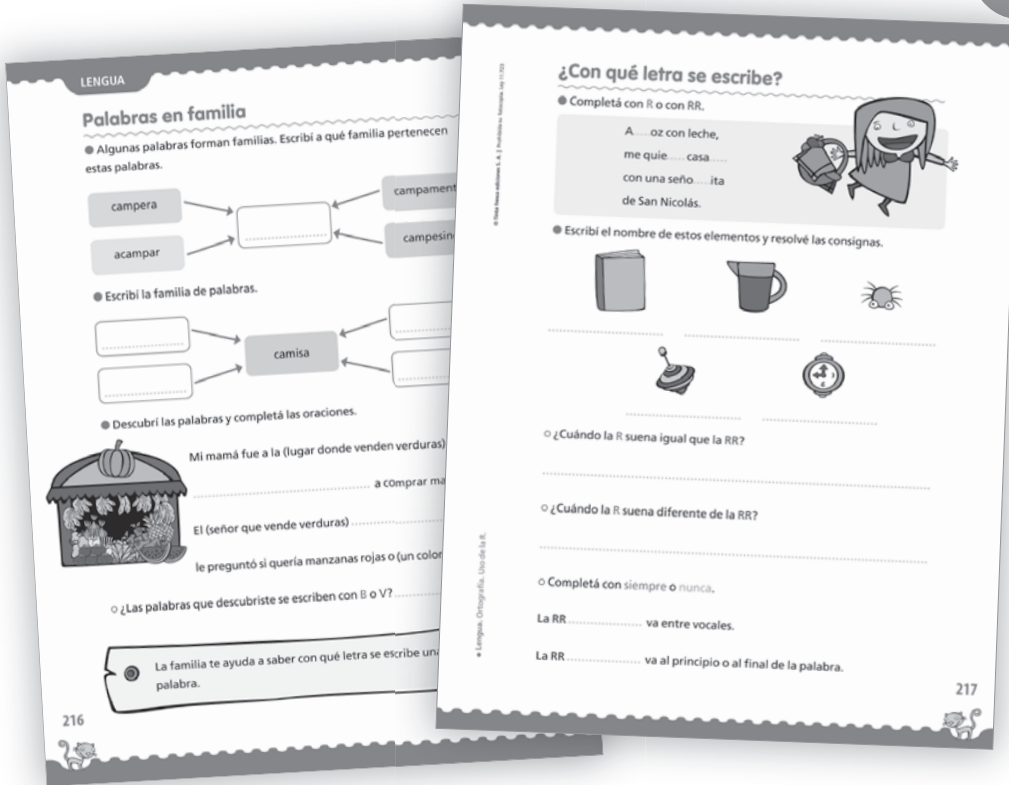 LENGUA
Palabras en familia
Algunas palabras forman familias. Escribí a qué familia pertenecen
estas palabras.
campera
campament
acampar
campesin
Escribí la familia de palabras.
camisa
Descubrí las palabras y completá las oraciones.
Mi mamá fue a la (lugar donde venden verduras)
a comprar ma
El (señor que vende verduras)
le preguntó si quería manzanas rojas o (un color
¿Las palabras que descubriste se escriben con B o V?
La familia te ayuda a saber con qué letra se escribe una
palabra.
216
¿Con qué letra se escribe?
Completá con R o con RR.
A..... oz con leche,
me quie..... casa.....
con una seño.....ita
de San Nicolás.
Escribí el nombre de estos elementos y resolvé las consignas.
¿Cuándo la R suena igual que la RR?
¿Cuándo la R suena diferente de la RR?
Completá con siempre o nunca.
La RR ..................... va entre vocales.
La RR ..................... va al principio o al final de la palabra.
Lengua. Ortografía. Uso de la R.
217